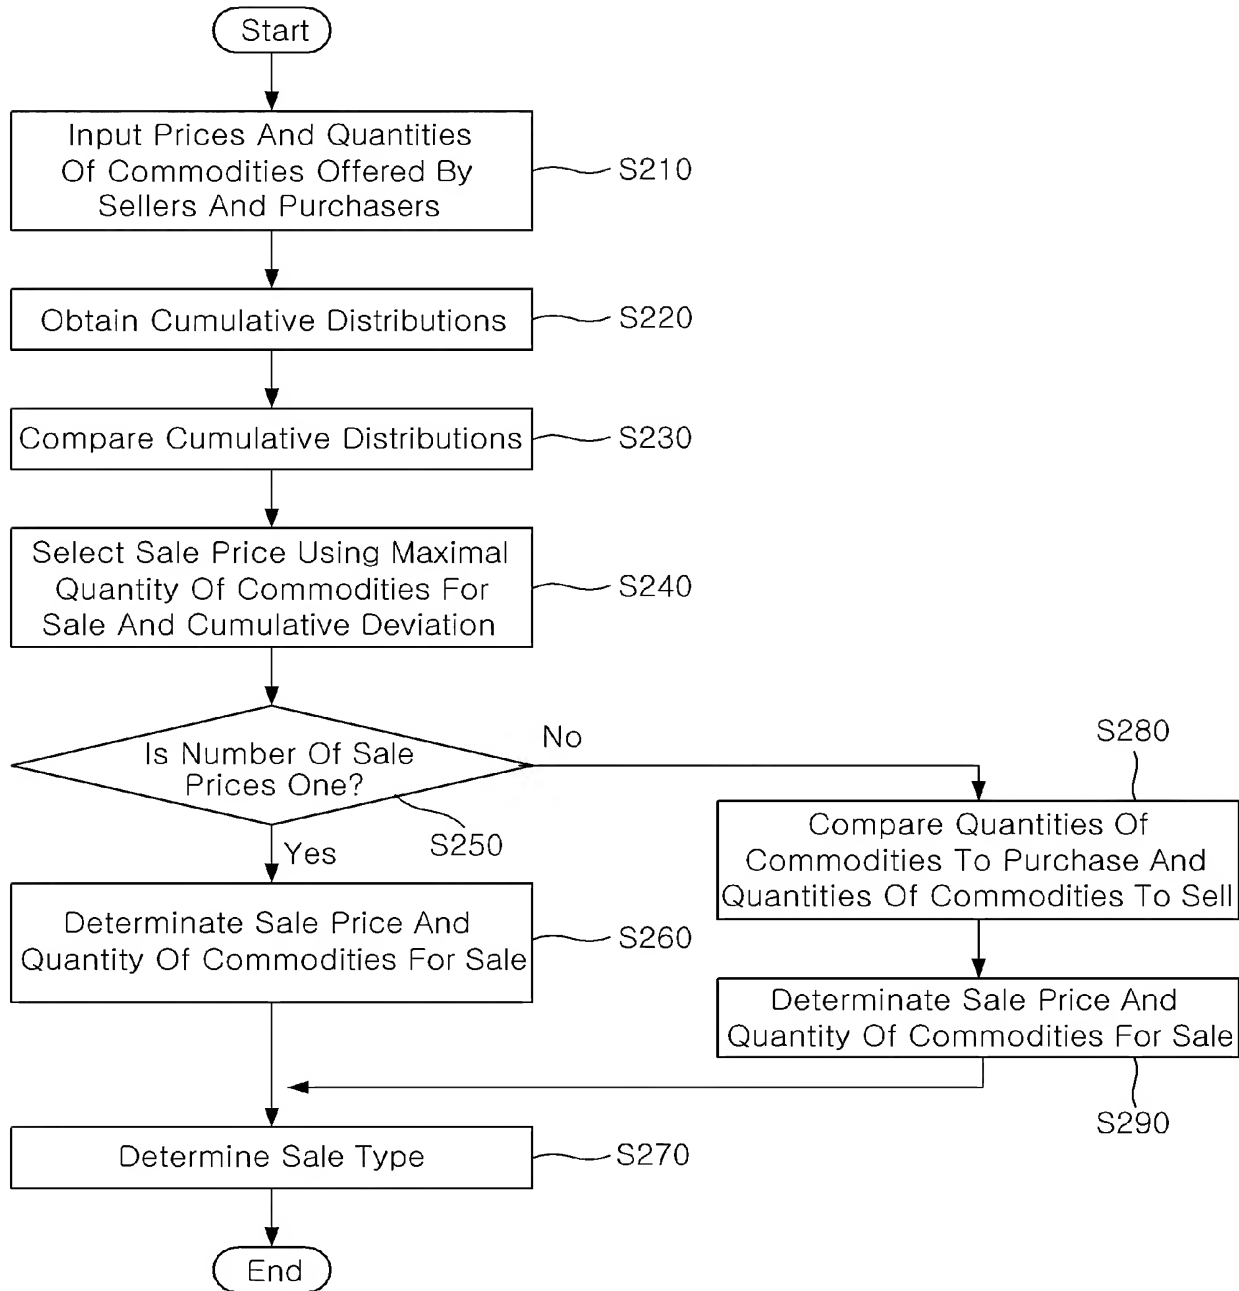 Start
Input Prices And Quantities
Of Commodities Offered By
Sellers And Purchasers
S210
Obtain Cumulative Distributions
S220
Compare Cumulative Distributions
S230
Select Sale Price Using Maximal
Quantity Of Commodities For
Sale And Cumulative Deviation
S240
Is Number Of Sale
Prices One?
S250
No
Yes
S280
Compare Quantities Of
Commodities To Purchase And
Quantities Of Commodities To Sell
Determinate Sale Price And
Quantity Of Commodities For Sale
S260
Determinate Sale Price And
Quantity Of Commodities For Sale
S290
Determine Sale Type
S270
End